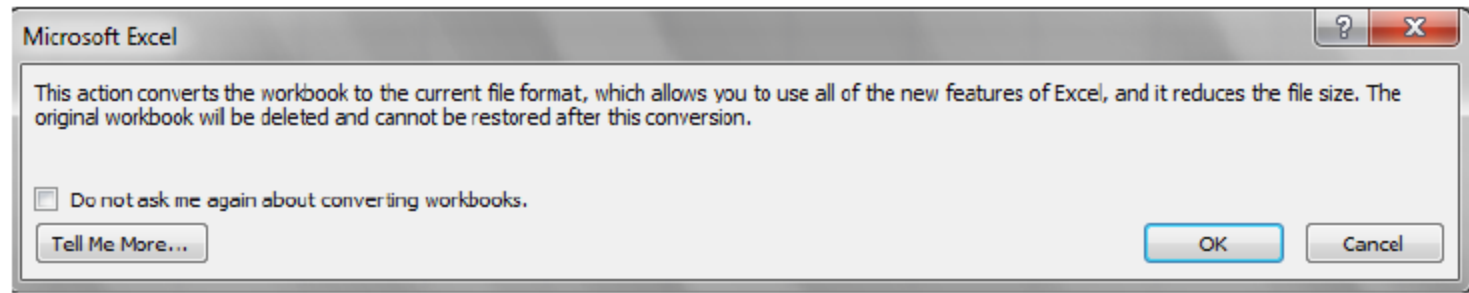 Microsoft Excel
This action converts the workbook to the current file format, which allows you to use all of the new features of Excel, and it reduces the file size. The
original workbook will be deleted and cannot be restored after this conversion.
Do not ask me again about converting workbooks.
Tell Me More...
OK
Cancel